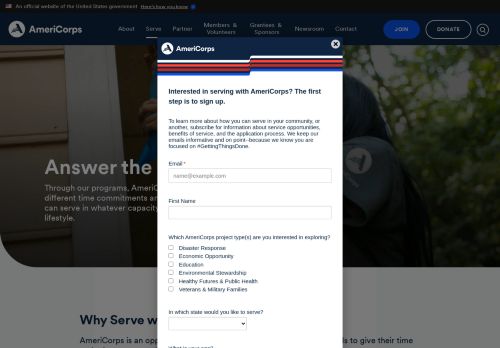 An official website of the United States government Here's how you know
AmeriCorps
About Serve Partner Members & Volunteers Grantees & Sponsors Newsroom Contact JOIN DONATE
AmeriCorps
Interested in serving with AmeriCorps? The first
step is to sign up.
To learn more about how you can serve in your community, or
another, subscribe for information about service opportunities,
benefits of service, and the application process. We keep our
emails informative and on point--because we know you are
focused on #GettingThingsDone.
Email *
name@example.com
First Name
Which AmeriCorps project type(s) are you interested in exploring?
Disaster Response
Economic Opportunity
Education
Environmental Stewardship
Healthy Futures & Public Health
Veterans & Military Families
In which state would you like to serve?
What is your age?
Answer the
Through our programs, AmeriC
different time commitments an
can serve in whatever capacity
lifestyle.
Why Serve w
AmeriCorps is an op
ls to give their time